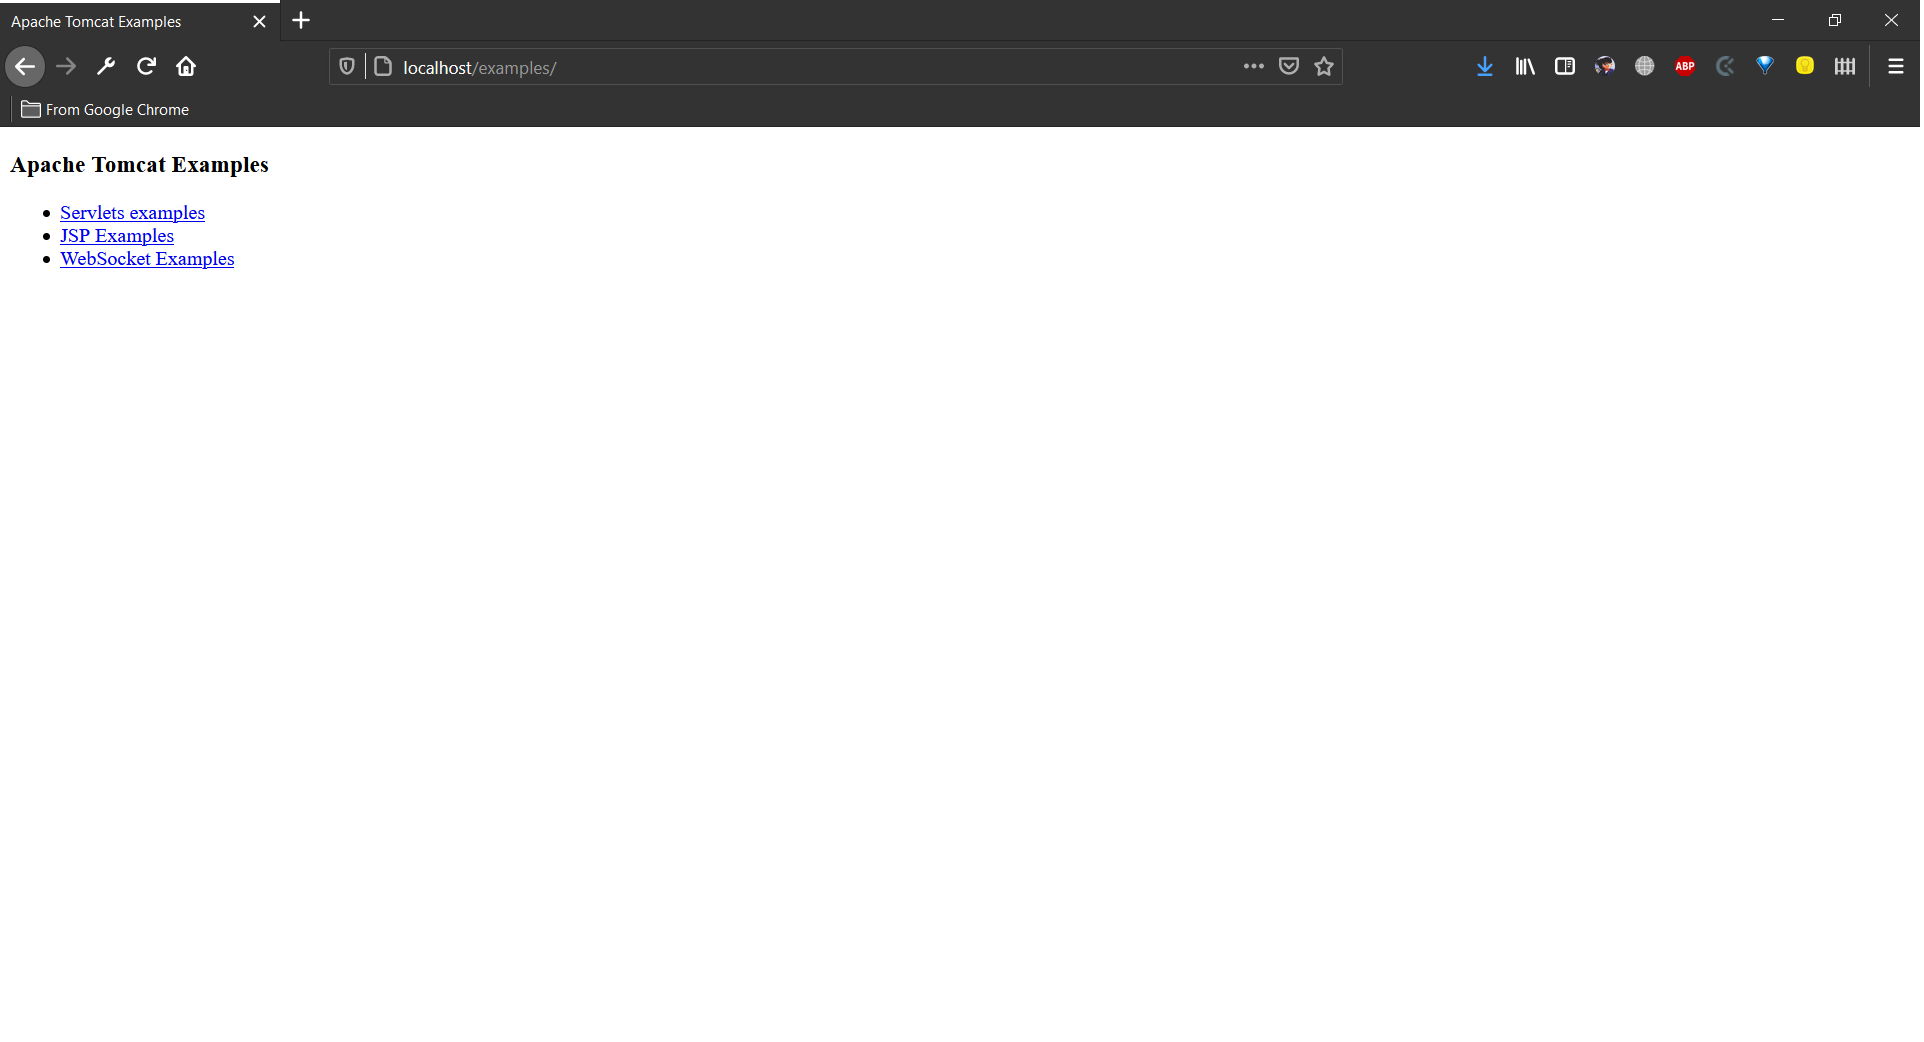 Apache Tomcat Examples
localhost/examples/
ABP
From Google Chrome
Apache Tomcat Examples
Servlets examples
JSP Examples
WebSocket Examples